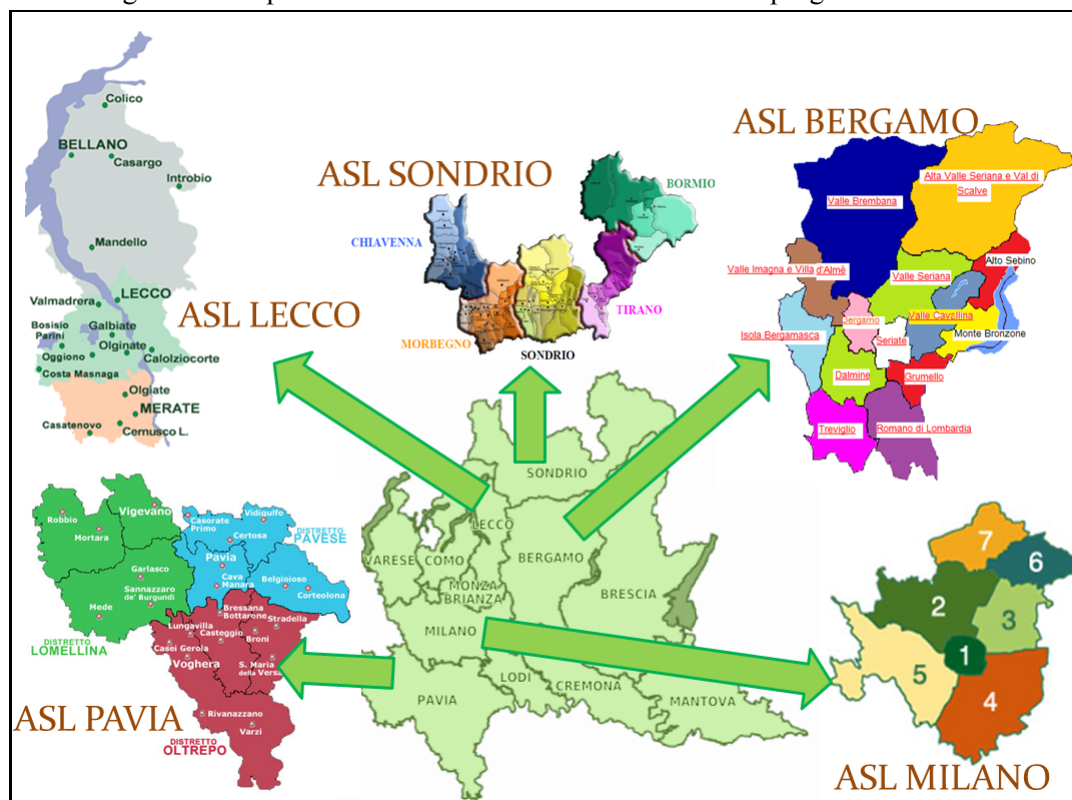 Colico
BELLANO
Casargo
Introbio
Mandello
LECCO
Valmadrera
Galbiate
Bosisio
Parini
Olginate
Oggiono
Calolziocorte
Costa Masnaga
Olgiate
MERATE
Casatenovo
Cernusco L.
ASL LECCO
ASL SONDRIO
BORMIO
CHIAVENNA
TIRANO
MORBEGNO
SONDRIO
ASL BERGAMO
Alta Valle Seriana e Val di
Scalve
Valle Brembana
Alto Sebino
Valle Imagna e Villa d'Almè
Valle Seriana
Bergamo
Valle Cavallina
Isola Bergamasca
Seriate
Monte Bronzone
Dalmine
Grumello
Treviglio
Romano di Lombardia
SONDRIO
LECCO
VARESE
COMO
BERGAMO
MONZA
BRIANZA
BRESCIA
MILANO
LODI
CREMONA
PAVIA
MANTOVA
Robbio
Vigevano
Casorate
Primo
Vidigulfo
Mortara
Certosa
DISTRETTO
PAVESE
Pavia
Garlasco
Cava
Manara
Belgioioso
Sannazzaro
de' Burgundi
Corteolona
Mede
Bressana
Bottarone
Stradella
Lungavilla
Casteggio
Broni
DISTRETTO
LOMELLINA
Casei Gerola
Voghera
S. Maria
della Versa
Rivanazzano
Varzi
DISTRETTO
OLTREPO
ASL PAVIA
7
6
2
3
1
5
4
ASL MILANO